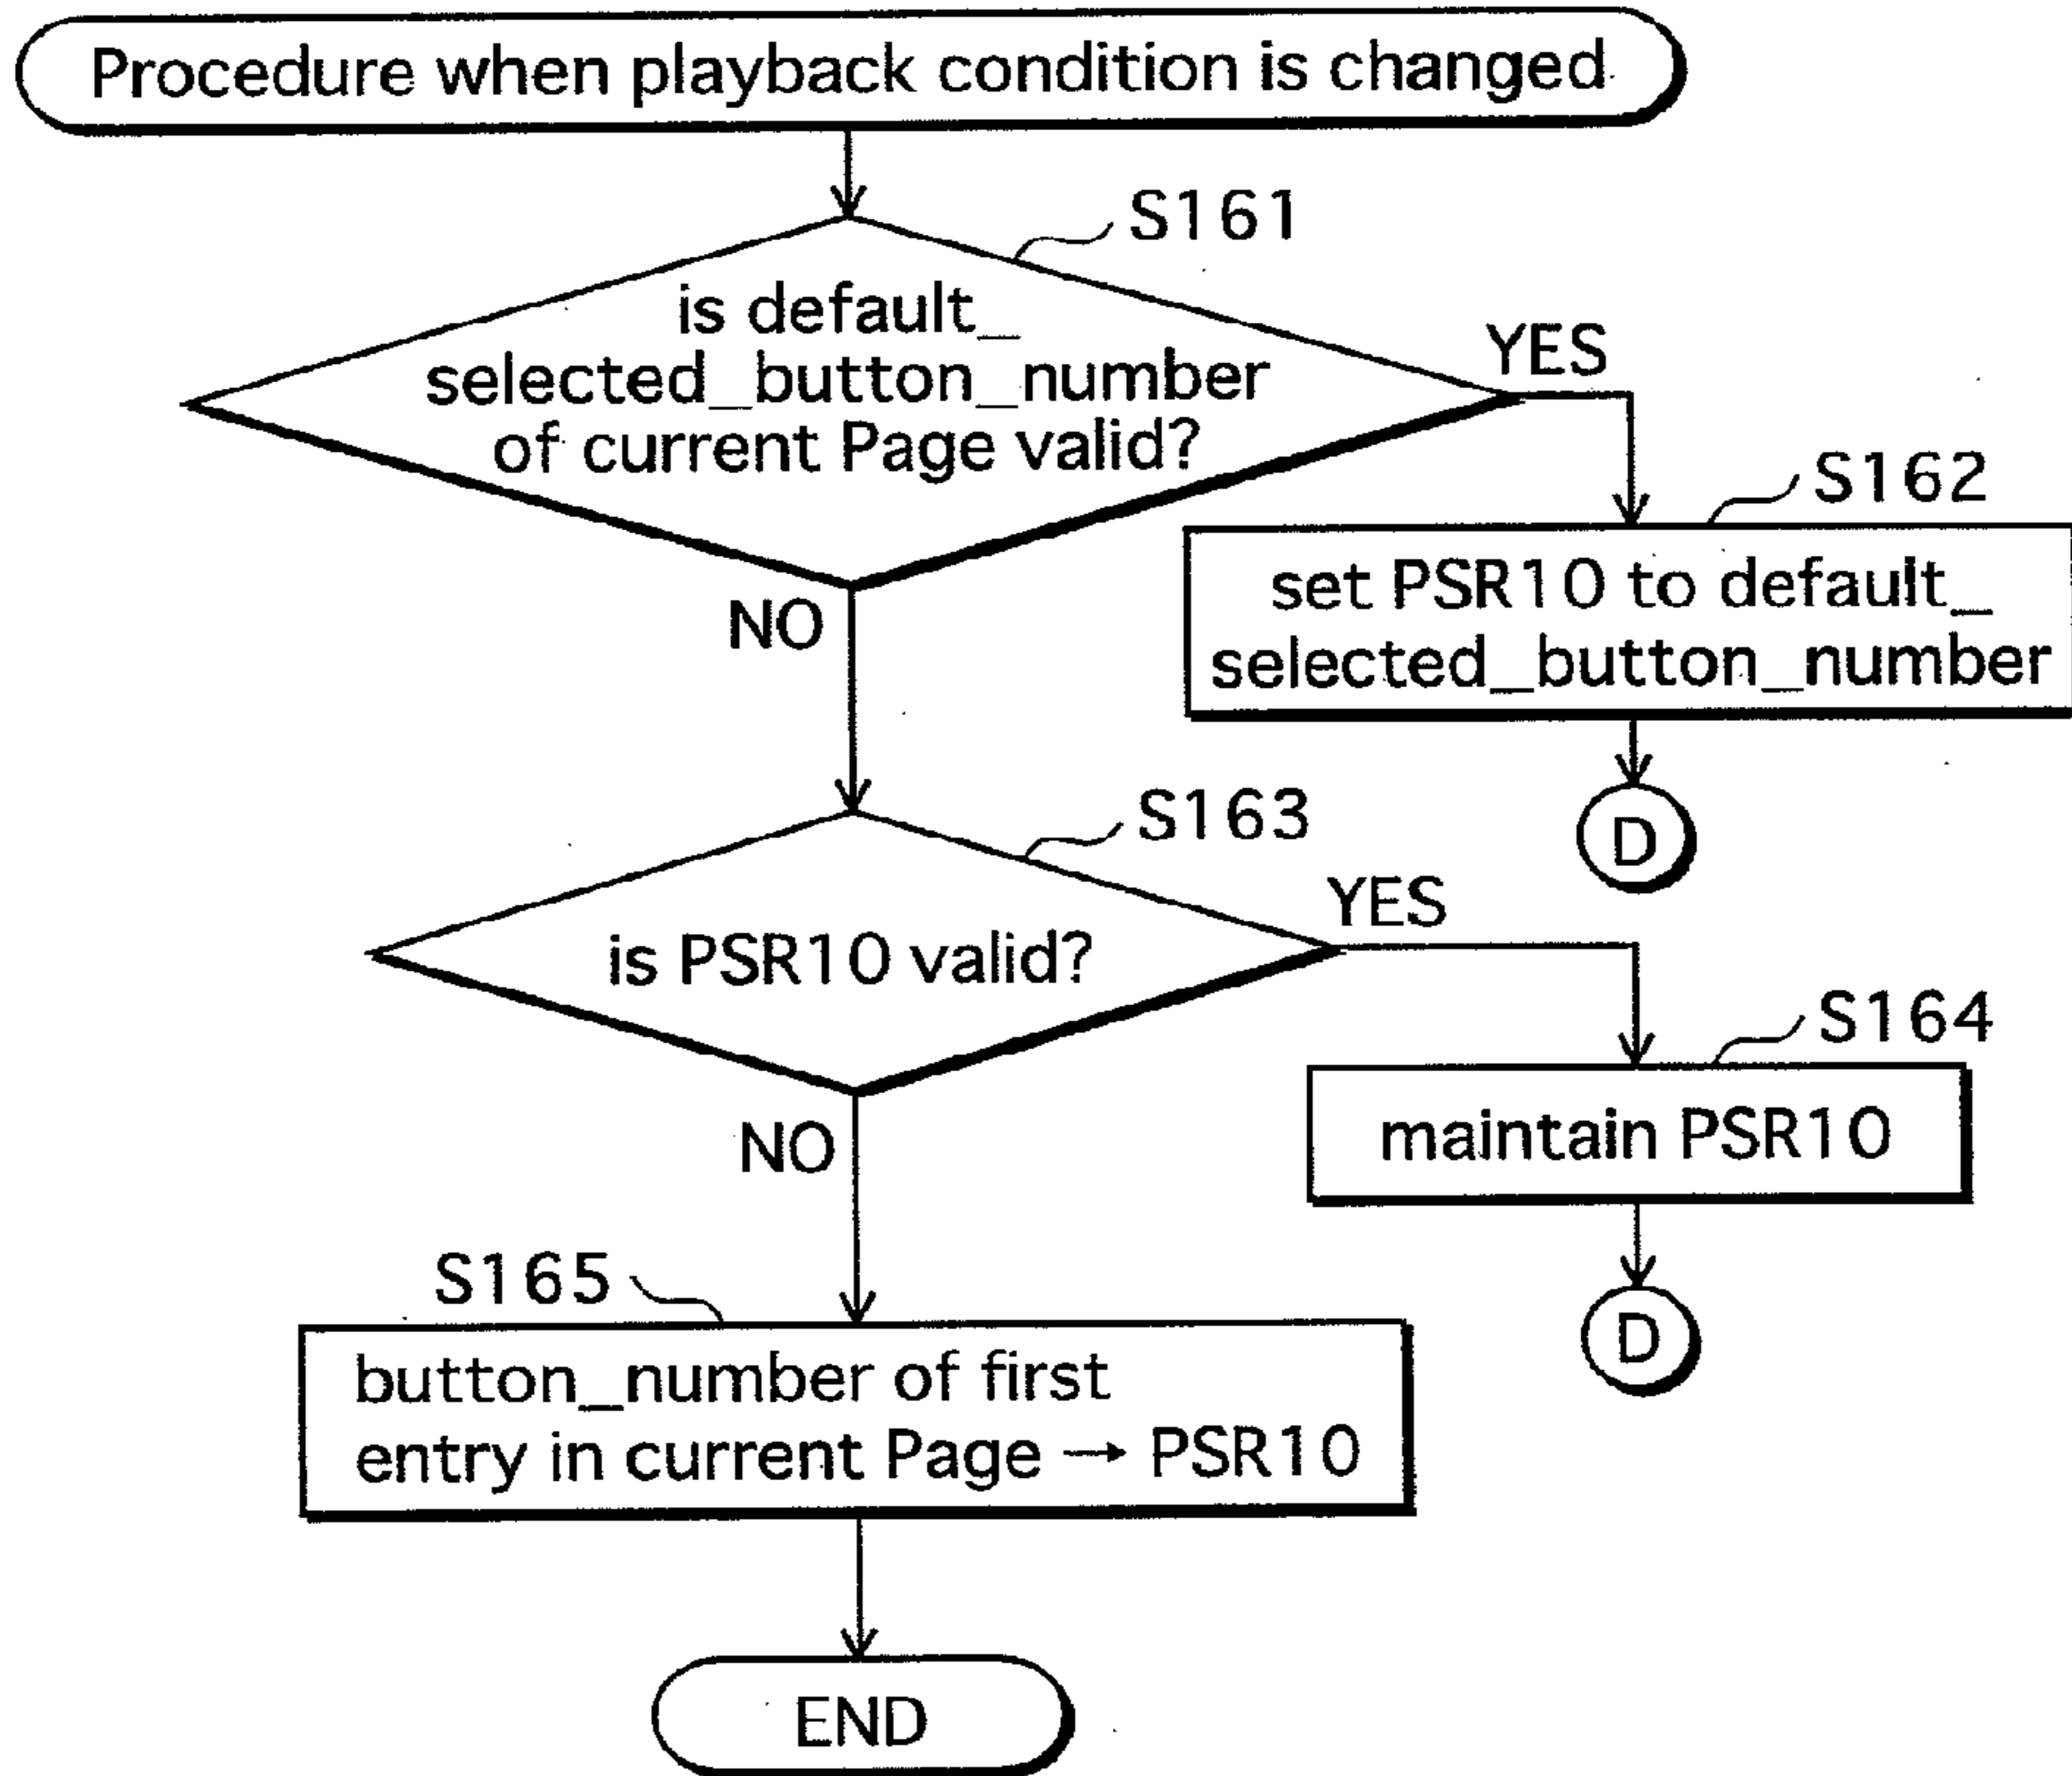 Procedure when playback condition is changed
S161
is default_
selected_button_number
of current Page valid?
YES
NO
S162
set PSR10 to default_
selected_button_number
D
S163
is PSR10 valid?
YES
NO
S164
maintain PSR10
D
S165
button_number of first
entry in current Page → PSR10
END